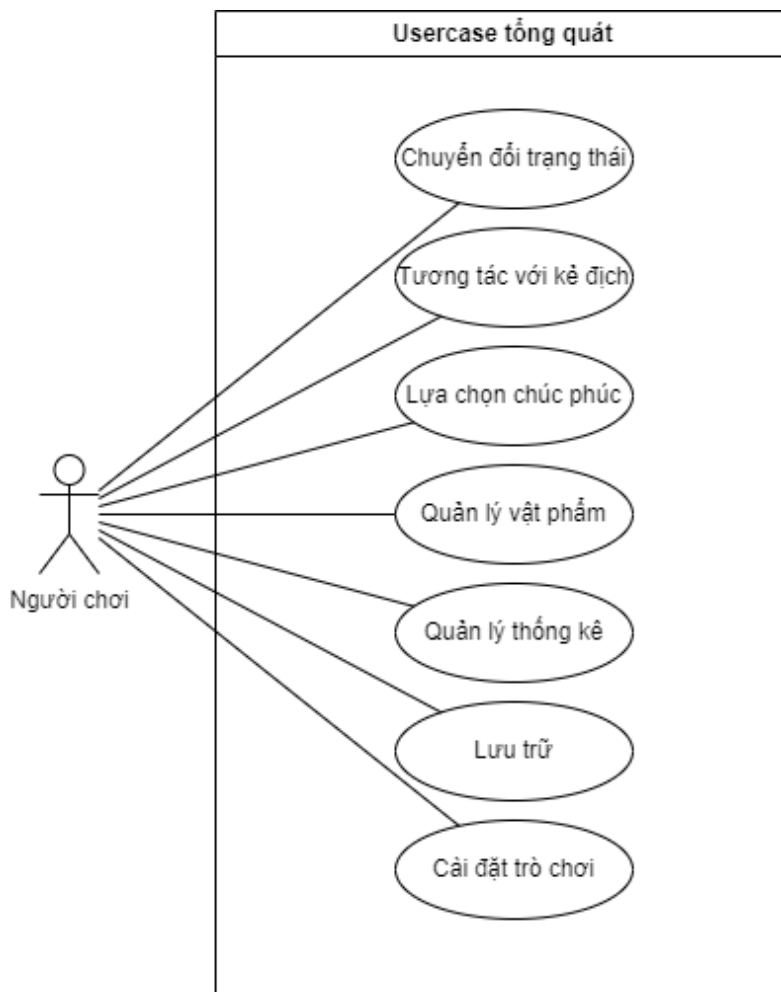 Usercase tổng quát
Chuyển đổi trạng thái
Tương tác với kẻ địch
Lựa chọn chúc phúc
Quản lý vật phẩm
Người chơi
Quản lý thống kê
Lưu trữ
Cài đặt trò chơi